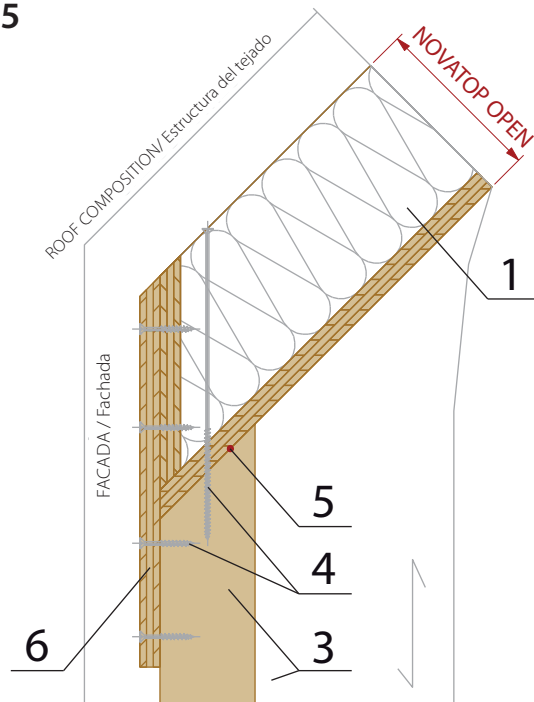 5
ROOF COMPOSITION/ Estructura del tejado
NOVATOP OPEN
1
FACADA / Fachada
5
4
6
3